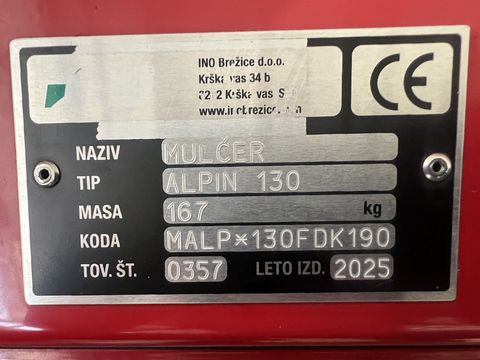 INO Brežice d.o.o.
Krška vas 34 b
Krška vas
CE
NAZIV MULČER
TIP ALPIN 130
MASA 167 kg
KODA MALP*130FDK190
TOV. ŠT. 0357 LETO IZD. 2025